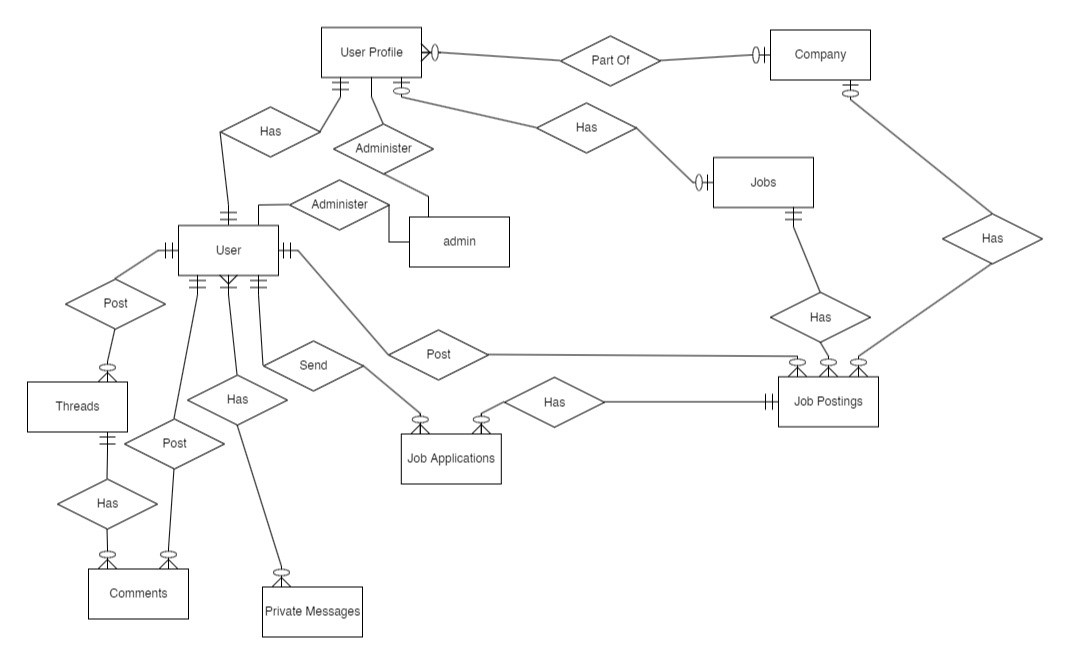 User Profile
Part Of
Company
Has
Has
Administer
Jobs
Administer
admin
Has
User
Post
Has
Post
Send
Has
Threads
Has
Job Postings
Post
Job Applications
Has
Comments
Private Messages